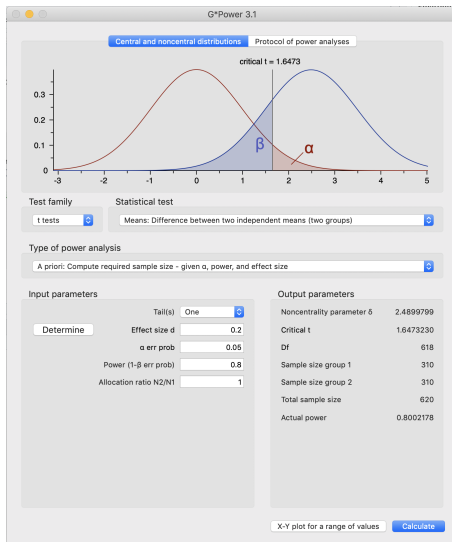 G*Power 3.1
Central and noncentral distributions Protocol of power analyses
critical t = 1.6473
0.3
0.2
0.1
0
β
α
-3 -2 -1 0 1 2 3 4 5
Test family Statistical test
t tests Means: Difference between two independent means (two groups)
Type of power analysis
A priori: Compute required sample size - given α, power, and effect size
Input parameters Output parameters
Tail(s) One Noncentrality parameter δ 2.4899799
Determine Effect size d 0.2 Critical t 1.6473230
α err prob 0.05 Df 618
Power (1-β err prob) 0.8 Sample size group 1 310
Allocation ratio N2/N1 1 Sample size group 2 310
Total sample size 620
Actual power 0.8002178
X-Y plot for a range of values Calculate